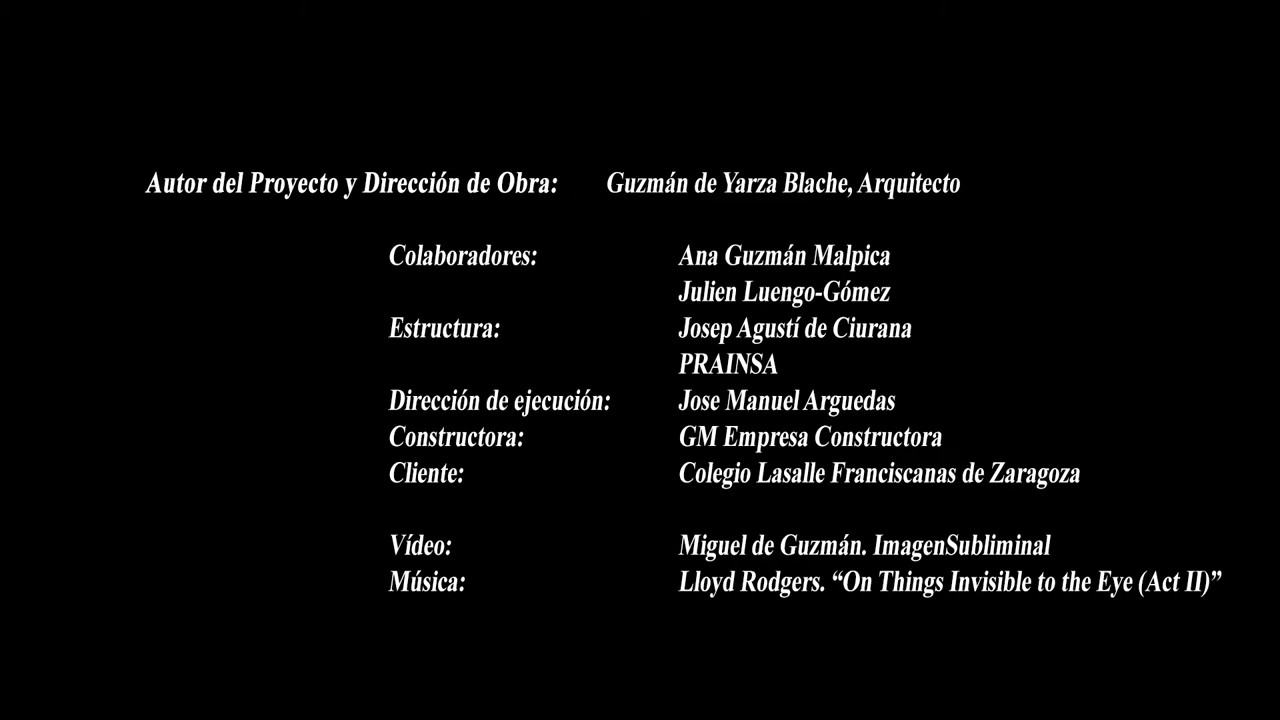 Autor del Proyecto y Dirección de Obra: Guzmán de Yarza Blache, Arquitecto
Colaboradores: Ana Guzmán Malpica
Julien Luengo-Gómez
Estructura: Josep Agustí de Ciurana
PRAINSA
Dirección de ejecución: Jose Manuel Arguedas
Constructora: GM Empresa Constructora
Cliente: Colegio Lasalle Franciscanas de Zaragoza
Vídeo: Miguel de Guzmán. ImagenSubliminal
Música: Lloyd Rodgers. “On Things Invisible to the Eye (Act II)”